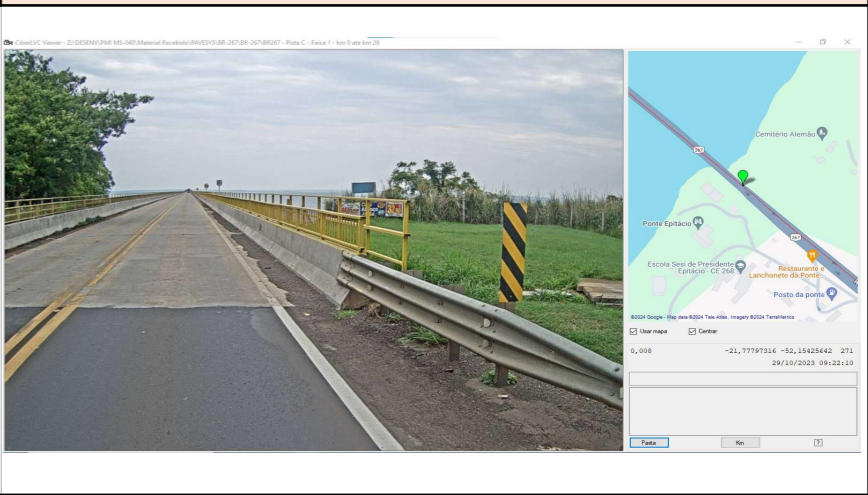 CiberLVC Viewer - Z:\DESENV\PMI MS-040\Material Recebido\PAVESYS\BR-267\BR-267\BR267 - Pista C - Faixa 1 - km 0 ate km 28
Cemitério Alemão
267
Ponte Epitácio
267
Escola Sesi de Presidente
Epitácio - CE 268
Restaurante e
Lanchonete da Ponte
Posto da ponte
©2024 Google - Map data ©2024 Tele Atlas, Imagery ©2024 TerraMetrics
Usar mapa
Centrar
0,008
-21,77797316 -52,15425642 271
29/10/2023 09:22:10
Pasta
Km
?